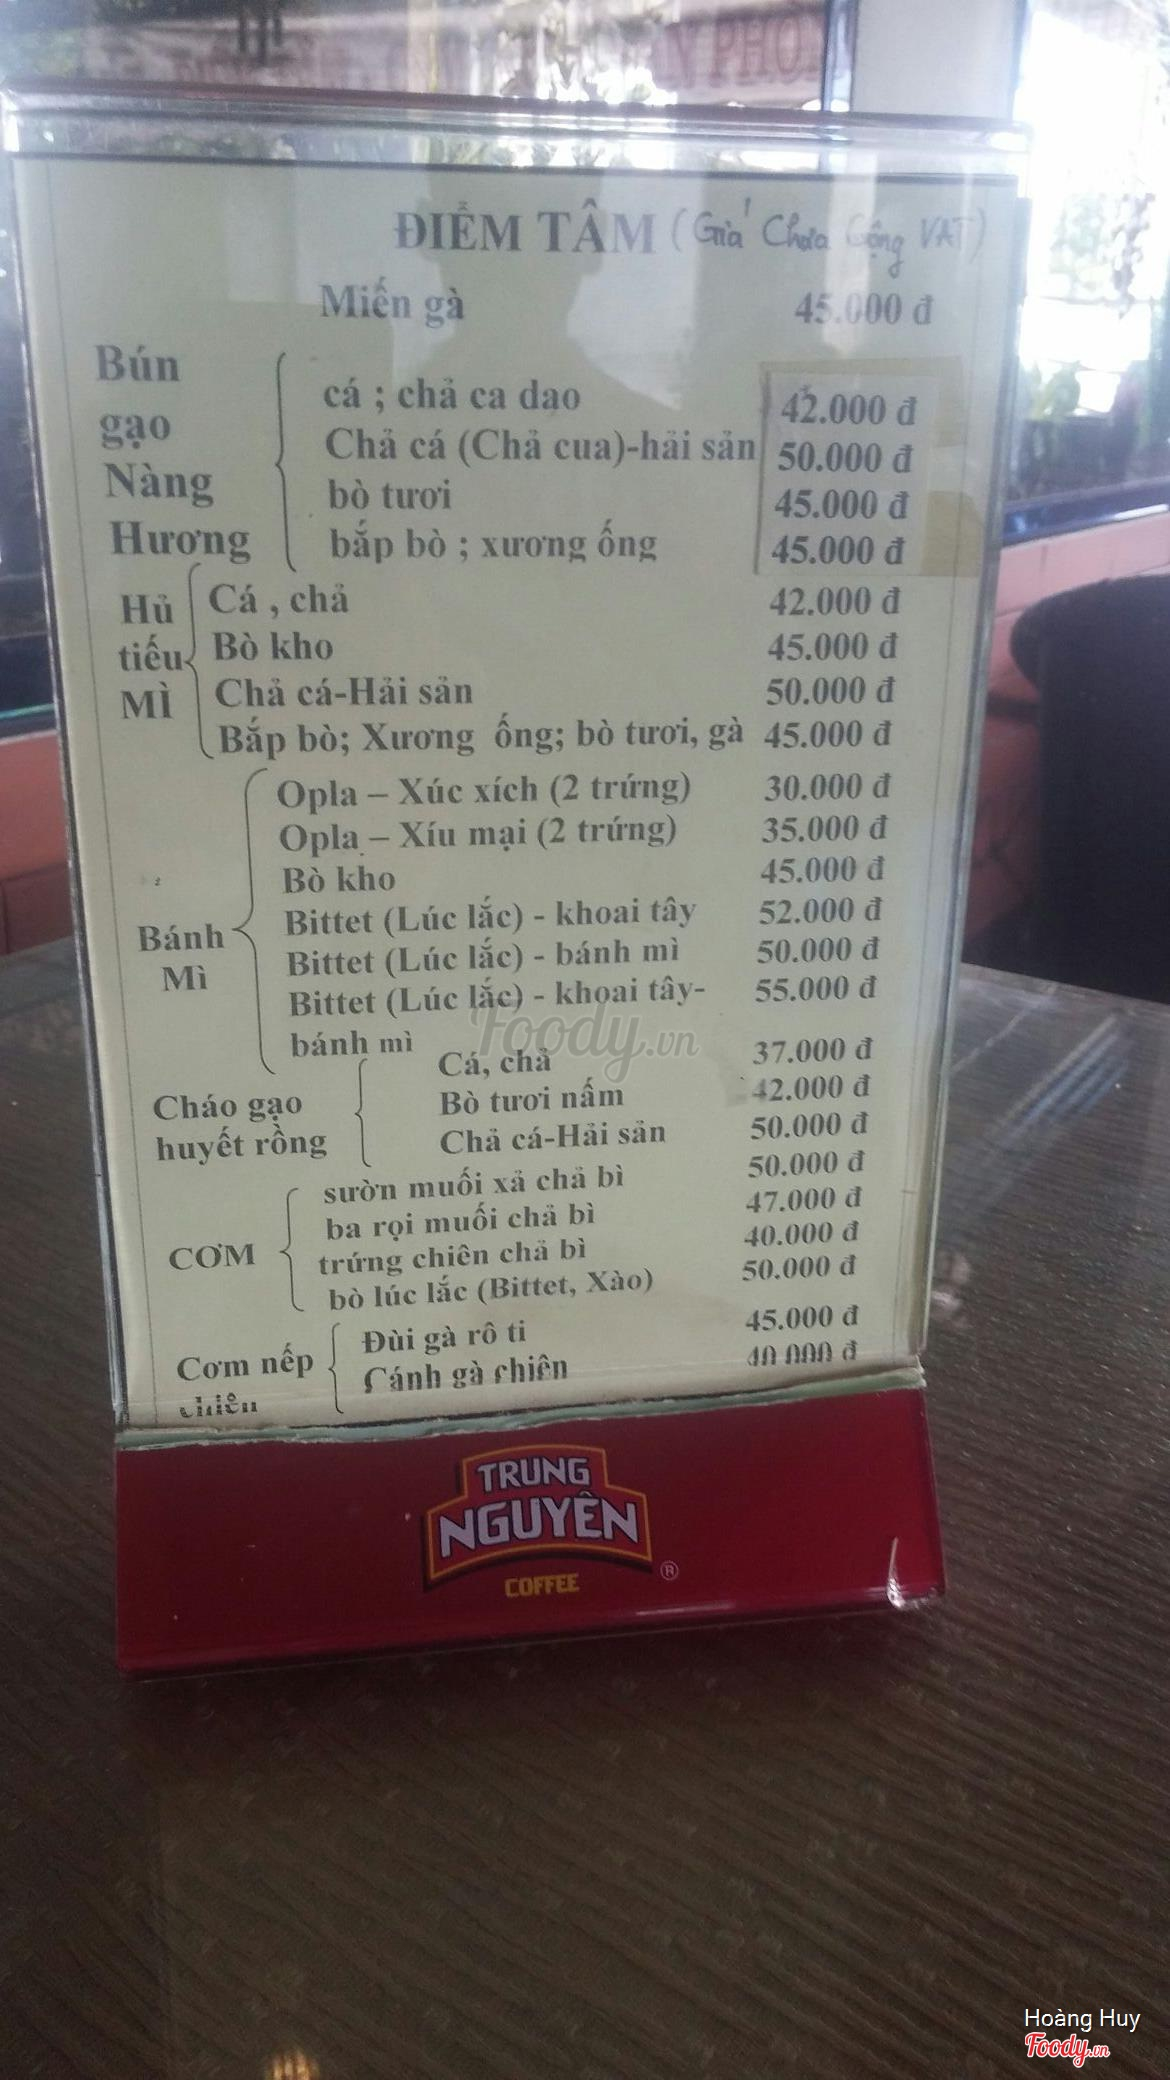 ĐIỂM TÂM (Giá Chưa Cộng VAT)
Miến gà 45.000 đ
Bún gạo Nàng Hương
cá ; chả ca dao 42.000 đ
Chả cá (Chả cua)-hải sản 50.000 đ
bò tươi 45.000 đ
bắp bò ; xương ống 45.000 đ
Hủ tiếu MÌ
Cá , chả 42.000 đ
Bò kho 45.000 đ
Chả cá-Hải sản 50.000 đ
Bắp bò; Xương ống; bò tươi, gà 45.000 đ
Bánh Mì
Opla – Xúc xích (2 trứng) 30.000 đ
Opla – Xíu mại (2 trứng) 35.000 đ
Bò kho 45.000 đ
Bittet (Lúc lắc) - khoai tây 52.000 đ
Bittet (Lúc lắc) - bánh mì 50.000 đ
Bittet (Lúc lắc) - khoai tây- 55.000 đ
bánh mì
Foody.vn
Cháo gạo huyết rồng
Cá, chả 37.000 đ
Bò tươi nấm 42.000 đ
Chả cá-Hải sản 50.000 đ
CƠM
sườn muối xả chả bì 50.000 đ
ba rọi muối chả bì 47.000 đ
trứng chiên chả bì 40.000 đ
bò lúc lắc (Bittet, Xào) 50.000 đ
Cơm nếp chiên
Đùi gà rô ti 45.000 đ
Cánh gà chiên 40.000 đ
TRUNG
NGUYÊN
®
COFFEE
Hoàng Huy
Foody.vn